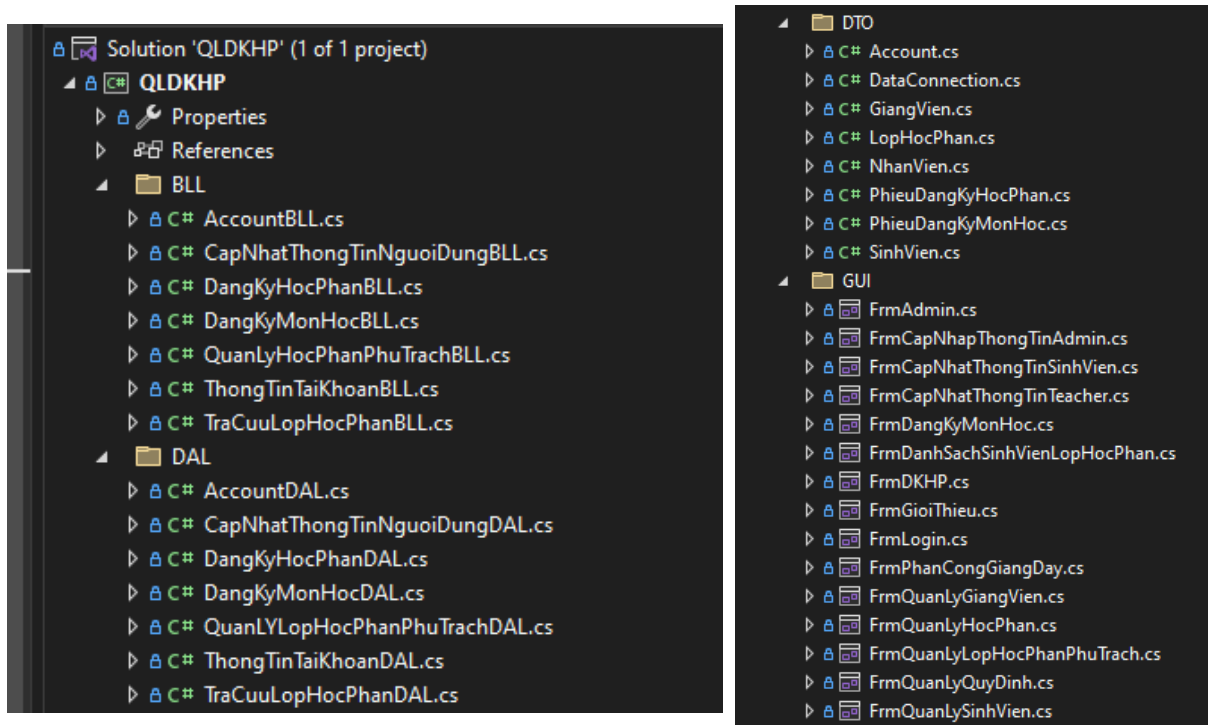 Solution 'QLDKHP' (1 of 1 project)
C# QLDKHP
Properties
References
BLL
C# AccountBLL.cs
C# CapNhatThongTinNguoiDungBLL.cs
C# DangKyHocPhanBLL.cs
C# DangKyMonHocBLL.cs
C# QuanLyHocPhanPhuTrachBLL.cs
C# ThongTinTaiKhoanBLL.cs
C# TraCuuLopHocPhanBLL.cs
DAL
C# AccountDAL.cs
C# CapNhatThongTinNguoiDungDAL.cs
C# DangKyHocPhanDAL.cs
C# DangKyMonHocDAL.cs
C# QuanLYLopHocPhanPhuTrachDAL.cs
C# ThongTinTaiKhoanDAL.cs
C# TraCuuLopHocPhanDAL.cs
DTO
C# Account.cs
C# DataConnection.cs
C# GiangVien.cs
C# LopHocPhan.cs
C# NhanVien.cs
C# PhieuDangKyHocPhan.cs
C# PhieuDangKyMonHoc.cs
C# SinhVien.cs
GUI
FrmAdmin.cs
FrmCapNhapThongTinAdmin.cs
FrmCapNhatThongTinSinhVien.cs
FrmCapNhatThongTinTeacher.cs
FrmDangKyMonHoc.cs
FrmDanhSachSinhVienLopHocPhan.cs
FrmDKHP.cs
FrmGioiThieu.cs
FrmLogin.cs
FrmPhanCongGiangDay.cs
FrmQuanLyGiangVien.cs
FrmQuanLyHocPhan.cs
FrmQuanLyLopHocPhanPhuTrach.cs
FrmQuanLyQuyDinh.cs
FrmQuanLySinhVien.cs